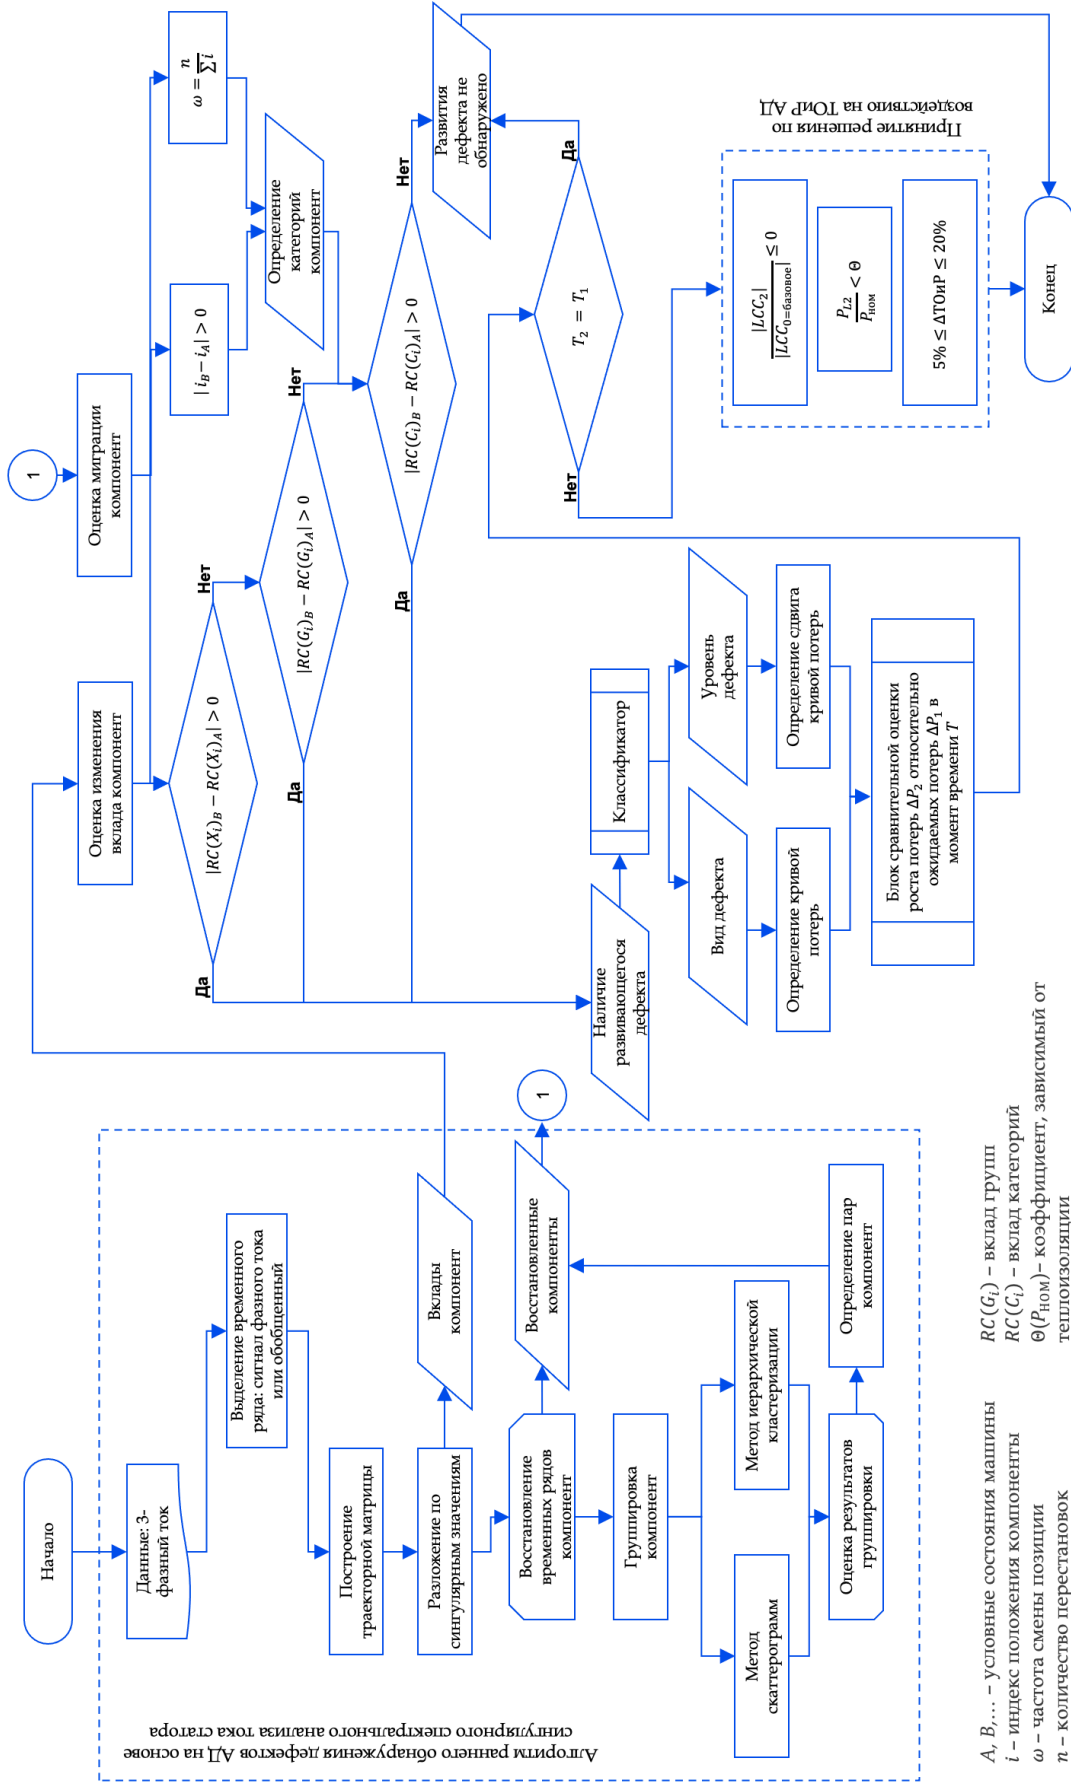 Алгоритм раннего обнаружения дефектов АД на основе
сингулярного спектрального анализа тока статора
Начало
Данные: 3-
фазный ток
Выделение временного
ряда: сигнал фазного тока
или обобщенный
Построение
траекторной матрицы
Разложение по
сингулярным значениям
Вклады
компонент
Восстановление
временных рядов
компонент
Восстановленные
компоненты
1
Группировка
компонент
Метод
скаттерограмм
Метод иерархической
кластеризации
Оценка результатов
группировки
Определение пар
компонент
Оценка изменения
вклада компонент
|RC(X_i)_B − RC(X_i)_A| > 0
Да
Нет
|RC(G_i)_B − RC(G_i)_A| > 0
Да
Нет
|RC(C_i)_B − RC(C_i)_A| > 0
Да
Нет
1
Оценка миграции
компонент
|i_B − i_A| > 0
ω = n / Σ i
Определение
категорий
компонент
Развития
дефекта не
обнаружено
Наличие
развивающегося
дефекта
Классификатор
Вид дефекта
Уровень
дефекта
Определение кривой
потерь
Определение сдвига
кривой потерь
Блок сравнительной оценки
роста потерь ΔP_2 относительно
ожидаемых потерь ΔP_1 в
момент времени T
T_2 = T_1
Нет
Да
Принятие решения по
воздействию на ТОиР АД
|LCC_2| / |LCC_0=базовое| ≤ 0
P_L2 / P_ном < Θ
5% ≤ ΔТОиР ≤ 20%
Конец
A, B,… – условные состояния машины
i – индекс положения компоненты
ω – частота смены позиции
n – количество перестановок
RC(G_i) – вклад групп
RC(C_i) – вклад категорий
Θ(P_НОМ)– коэффициент, зависимый от
теплоизоляции